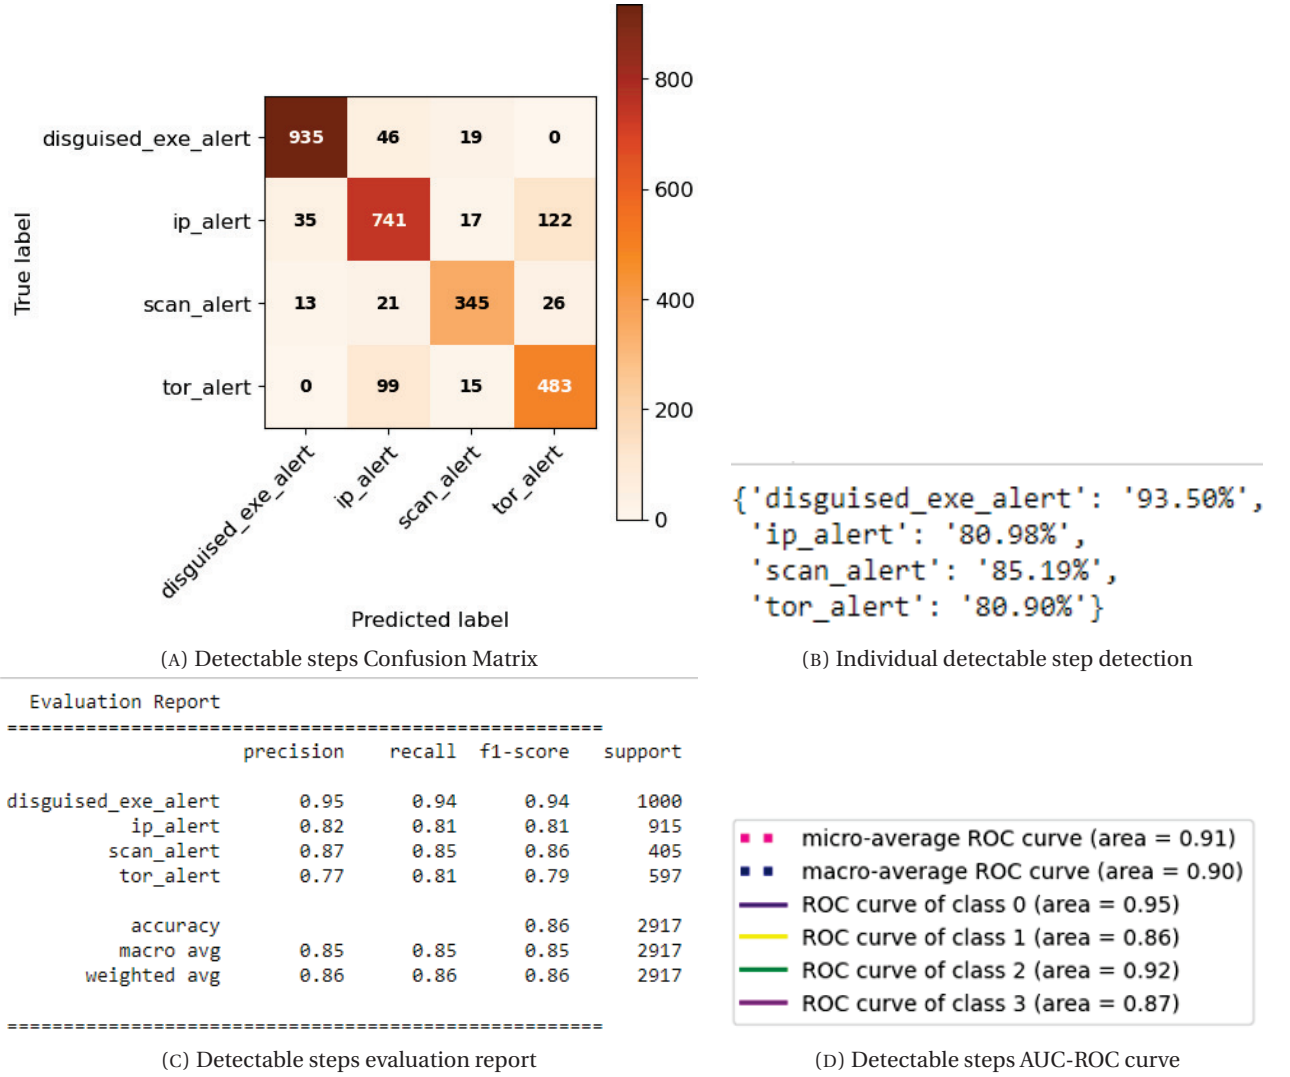 True label
disguised_exe_alert 935 46 19 0
ip_alert 35 741 17 122
scan_alert 13 21 345 26
tor_alert 0 99 15 483
disguised_exe_alert ip_alert scan_alert tor_alert
Predicted label
800
600
400
200
0
(A) Detectable steps Confusion Matrix
{'disguised_exe_alert': '93.50%',
'ip_alert': '80.98%',
'scan_alert': '85.19%',
'tor_alert': '80.90%'}
(B) Individual detectable step detection
Evaluation Report
=====================================================
precision recall f1-score support
disguised_exe_alert 0.95 0.94 0.94 1000
ip_alert 0.82 0.81 0.81 915
scan_alert 0.87 0.85 0.86 405
tor_alert 0.77 0.81 0.79 597
accuracy 0.86 2917
macro avg 0.85 0.85 0.85 2917
weighted avg 0.86 0.86 0.86 2917
=====================================================
(C) Detectable steps evaluation report
micro-average ROC curve (area = 0.91)
macro-average ROC curve (area = 0.90)
ROC curve of class 0 (area = 0.95)
ROC curve of class 1 (area = 0.86)
ROC curve of class 2 (area = 0.92)
ROC curve of class 3 (area = 0.87)
(D) Detectable steps AUC-ROC curve